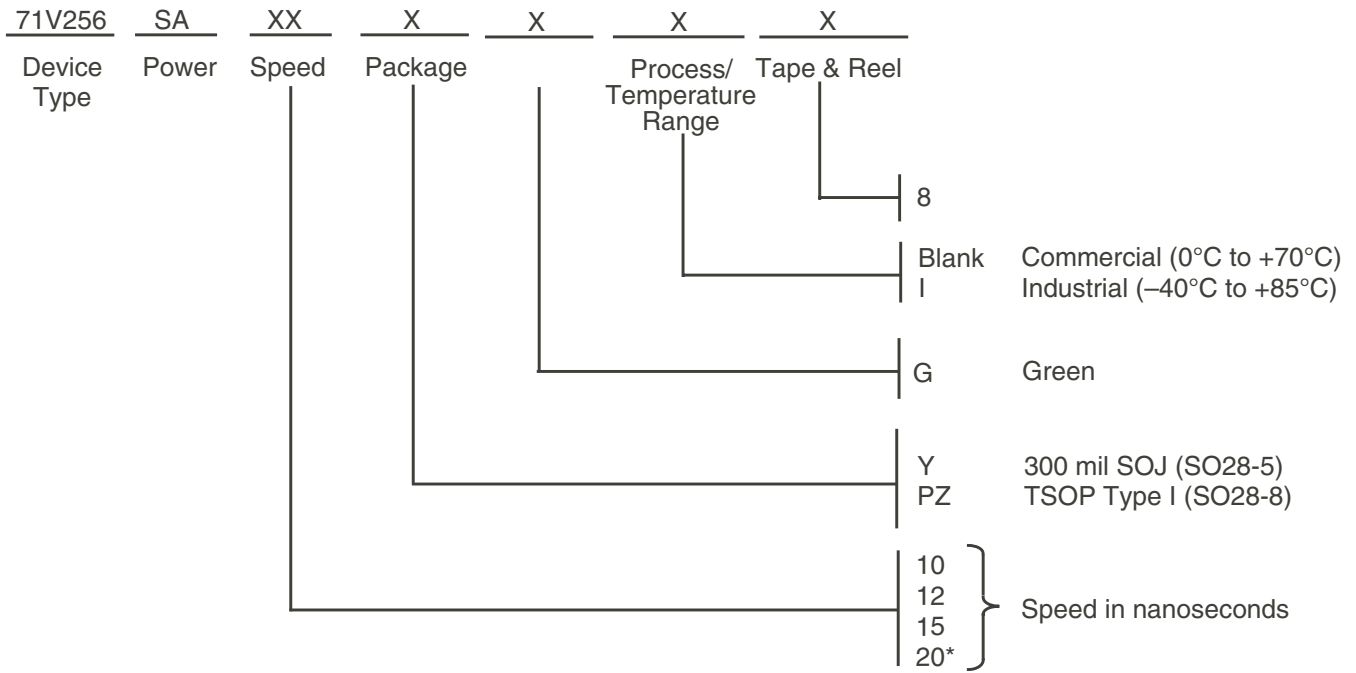 71V256 SA XX X X X X
Device Type
Power
Speed
Package
Process/
Temperature
Range
Tape & Reel
8
Blank Commercial (0°C to +70°C)
I Industrial (–40°C to +85°C)
G Green
Y 300 mil SOJ (SO28-5)
PZ TSOP Type I (SO28-8)
10
12
15
20*
Speed in nanoseconds